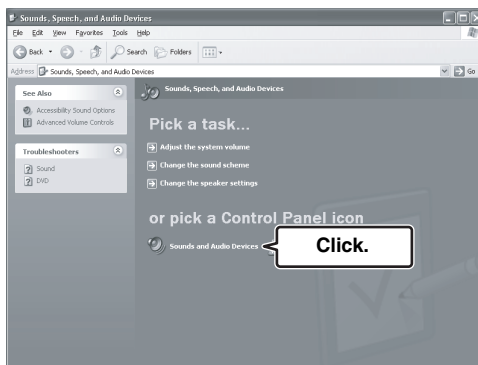 Sounds, Speech, and Audio Devices
File Edit View Favorites Tools Help
Back Search Folders
Address Sounds, Speech, and Audio Devices Go
See Also
Accessibility Sound Options
Advanced Volume Controls
Troubleshooters
Sound
DVD
Sounds, Speech, and Audio Devices
Pick a task...
Adjust the system volume
Change the sound scheme
Change the speaker settings
or pick a Control Panel icon
Sounds and Audio Devices
Click.